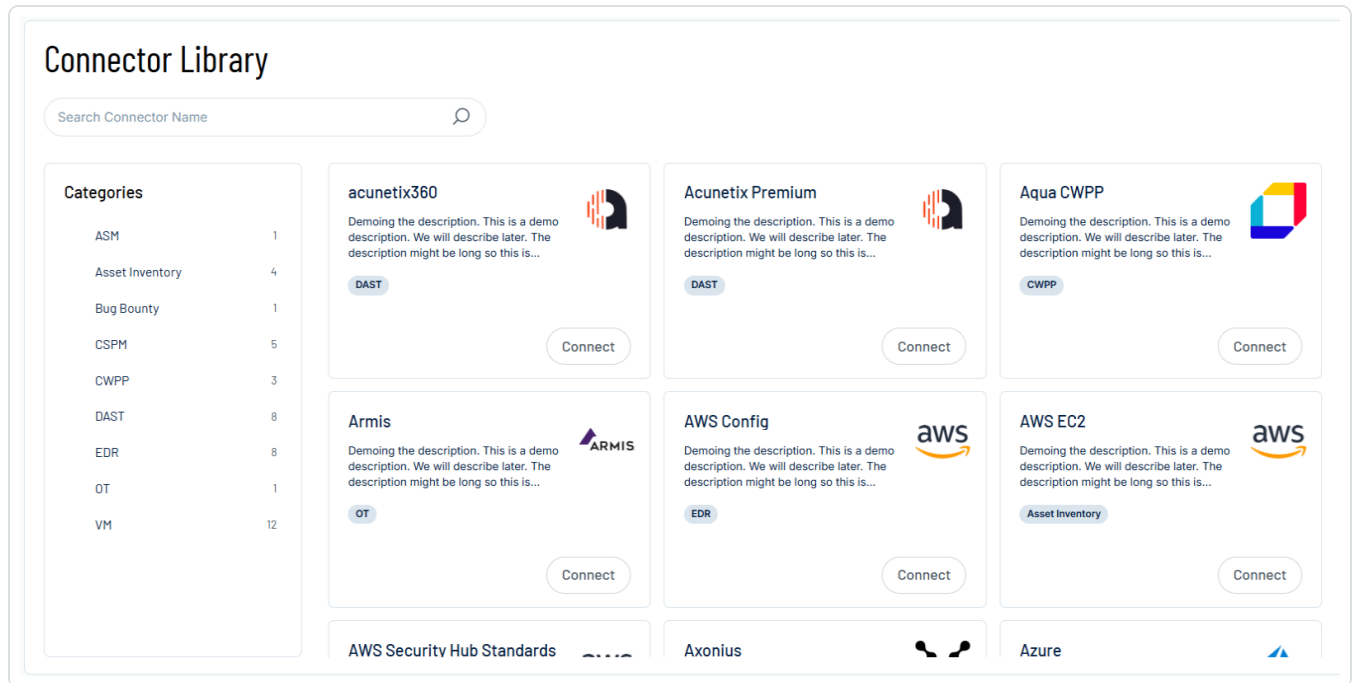 Connector Library
Search Connector Name
Categories
ASM 1
Asset Inventory 4
Bug Bounty 1
CSPM 5
CWPP 3
DAST 8
EDR 8
OT 1
VM 12
acunetix360
Demoing the description. This is a demo
description. We will describe later. The
description might be long so this is...
DAST
Connect
Acunetix Premium
Demoing the description. This is a demo
description. We will describe later. The
description might be long so this is...
DAST
Connect
Aqua CWPP
Demoing the description. This is a demo
description. We will describe later. The
description might be long so this is...
CWPP
Connect
Armis
ARMIS
Demoing the description. This is a demo
description. We will describe later. The
description might be long so this is...
OT
Connect
AWS Config
aws
Demoing the description. This is a demo
description. We will describe later. The
description might be long so this is...
EDR
Connect
AWS EC2
aws
Demoing the description. This is a demo
description. We will describe later. The
description might be long so this is...
Asset Inventory
Connect
AWS Security Hub Standards
aws
Axonius
Azure